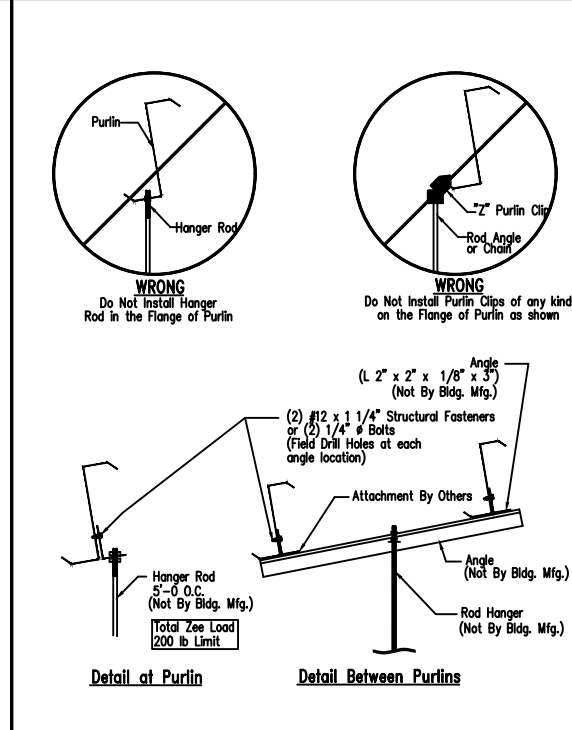 Purlin
Hanger Rod
WRONG
Do Not Install Hanger
Rod in the Flange of Purlin
"Z" Purlin Clip
Rod Angle
or Chain
WRONG
Do Not Install Purlin Clips of any kind
on the Flange of Purlin as shown
Angle
(L 2" x 2" x 1/8" x 3")
(Not By Bldg. Mfg.)
(2) #12 x 1 1/4" Structural Fasteners
or (2) 1/4" ø Bolts
(Field Drill Holes at each
angle location)
Attachment By Others
Hanger Rod
5'-0 O.C.
(Not By Bldg. Mfg.)
Total Zee Load
200 lb Limit
Angle
(Not By Bldg. Mfg.)
Rod Hanger
(Not By Bldg. Mfg.)
Detail at Purlin
Detail Between Purlins